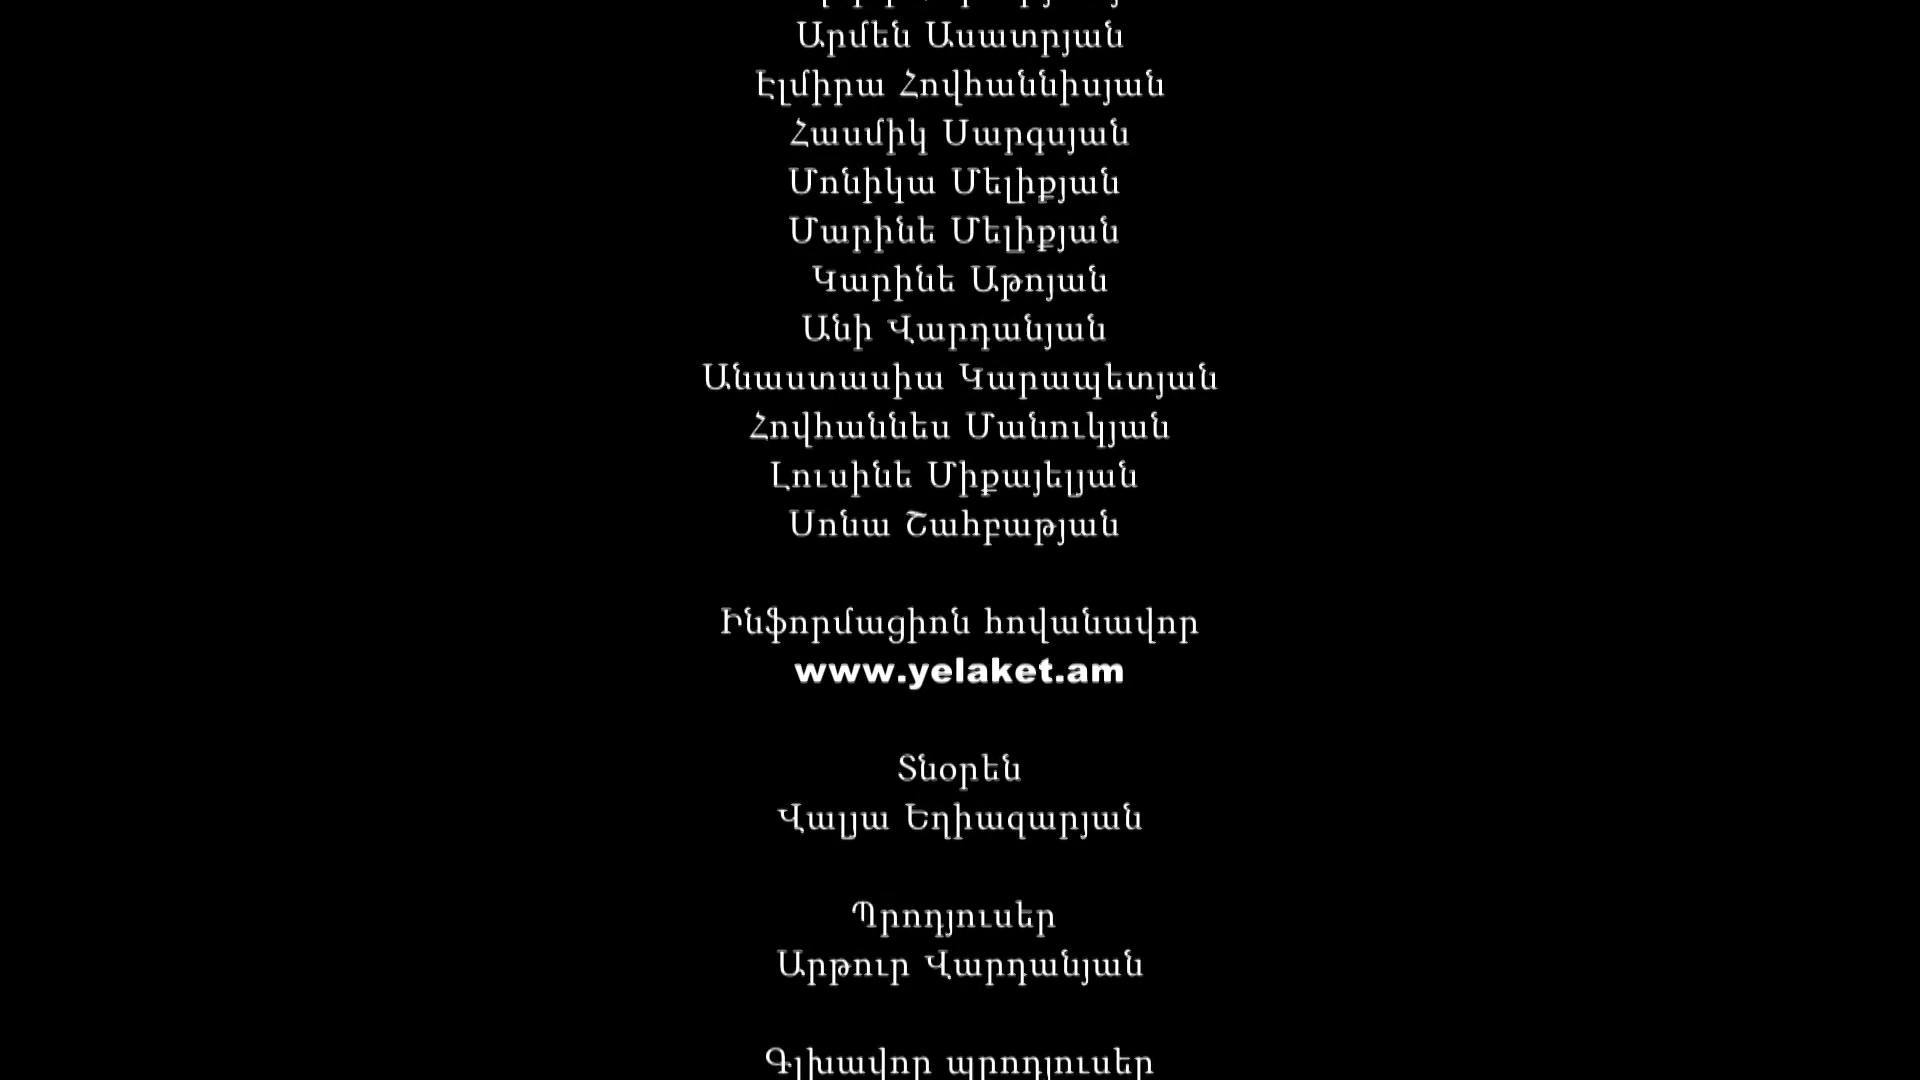 Արմեն Ասատրյան
Էլմիրա Հովհաննիսյան
Հասմիկ Սարգսյան
Մոնիկա Մելիքյան
Մարինե Մելիքյան
Կարինե Աթոյան
Անի Վարդանյան
Անաստասիա Կարապետյան
Հովհաննես Մանուկյան
Լուսինե Միքայելյան
Սոնա Շահբաթյան
Ինֆորմացիոն հովանավոր
www.yelaket.am
Տնօրեն
Վալյա Եղիազարյան
Պրոդյուսեր
Արթուր Վարդանյան
Գլխավոր պրոդյուսեր